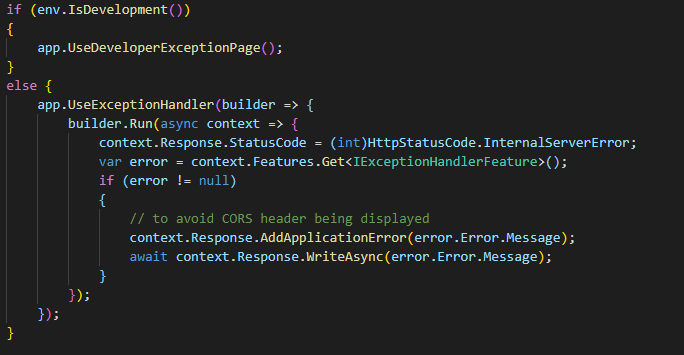 if (env.IsDevelopment())
{
app.UseDeveloperExceptionPage();
}
else {
app.UseExceptionHandler(builder => {
builder.Run(async context => {
context.Response.StatusCode = (int)HttpStatusCode.InternalServerError;
var error = context.Features.Get<IExceptionHandlerFeature>();
if (error != null)
{
// to avoid CORS header being displayed
context.Response.AddApplicationError(error.Error.Message);
await context.Response.WriteAsync(error.Error.Message);
}
});
});
}